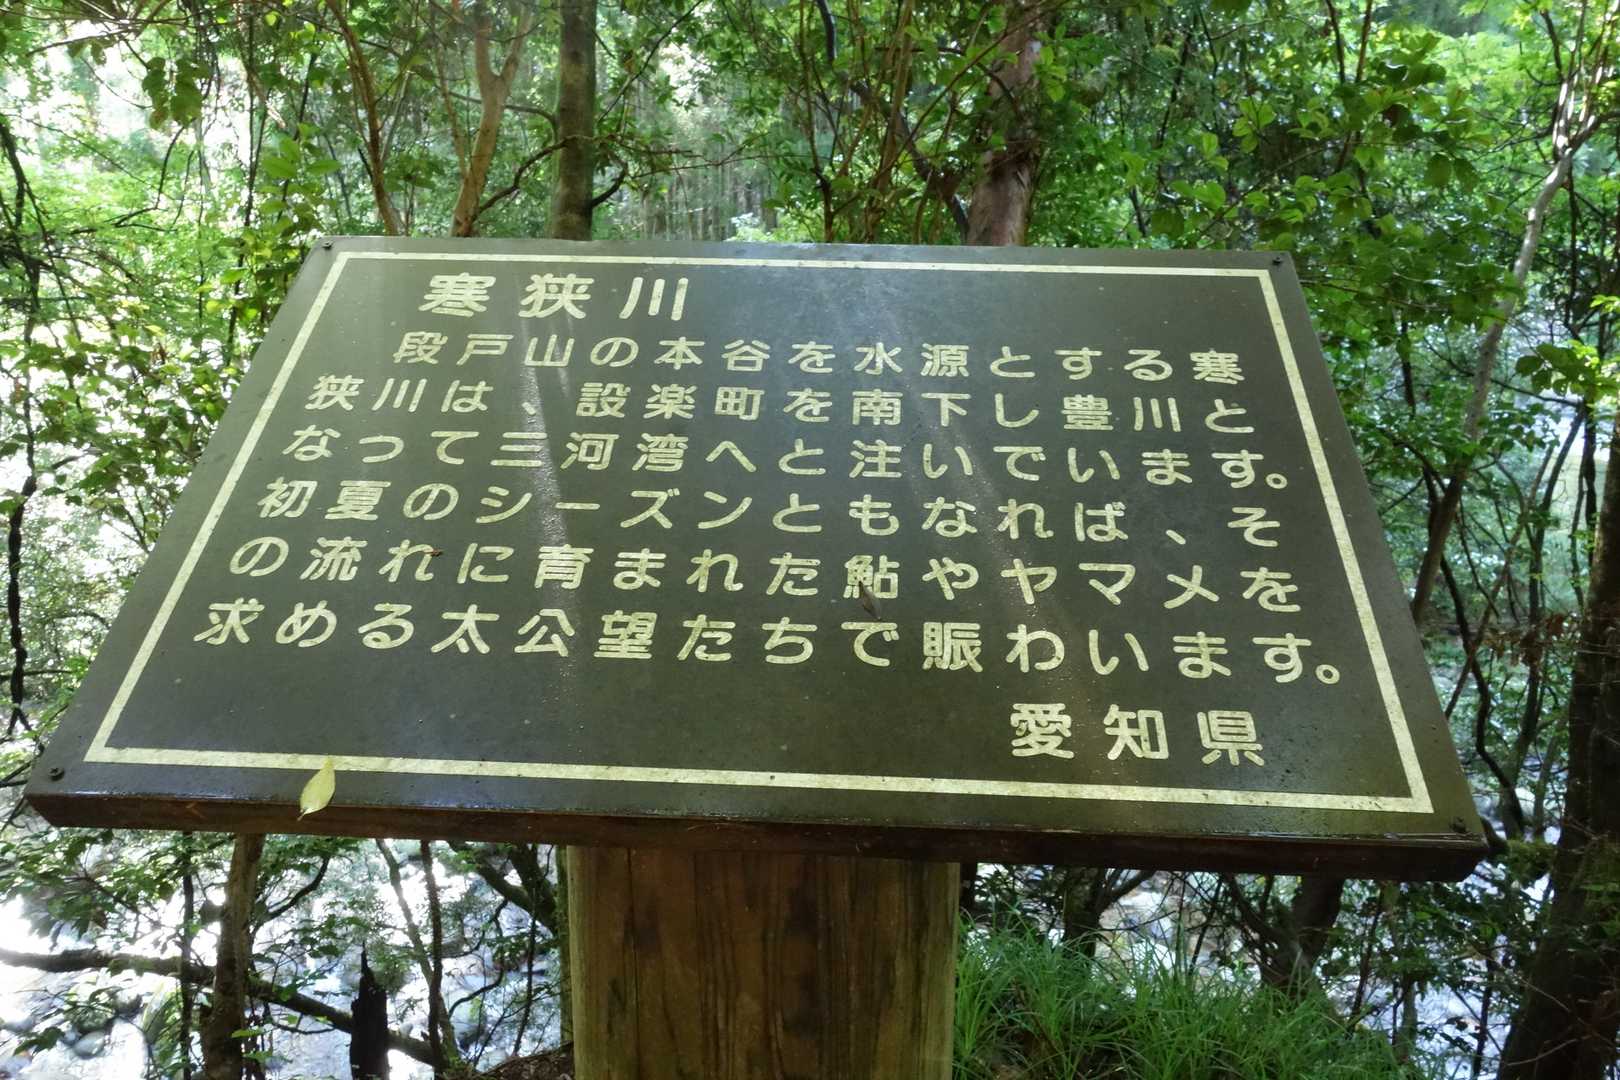 寒狭川
段戸山の本谷を水源とする寒
狭川は、設楽町を南下し豊川と
なって三河湾へと注いでいます。
初夏のシーズンともなれば、そ
の流れに育まれた鮎やヤマメを
求める太公望たちで賑わいます。
愛知県